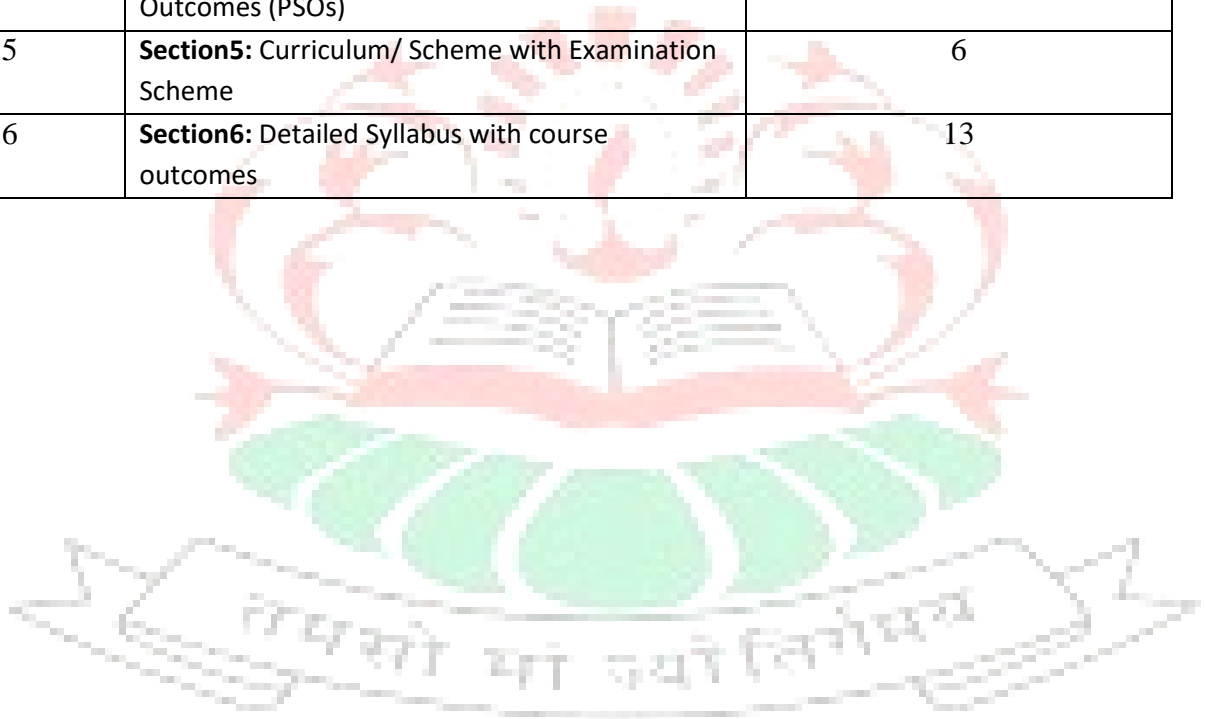 Outcomes (PSOs)
5 Section5: Curriculum/ Scheme with Examination 6
Scheme
6 Section6: Detailed Syllabus with course 13
outcomes